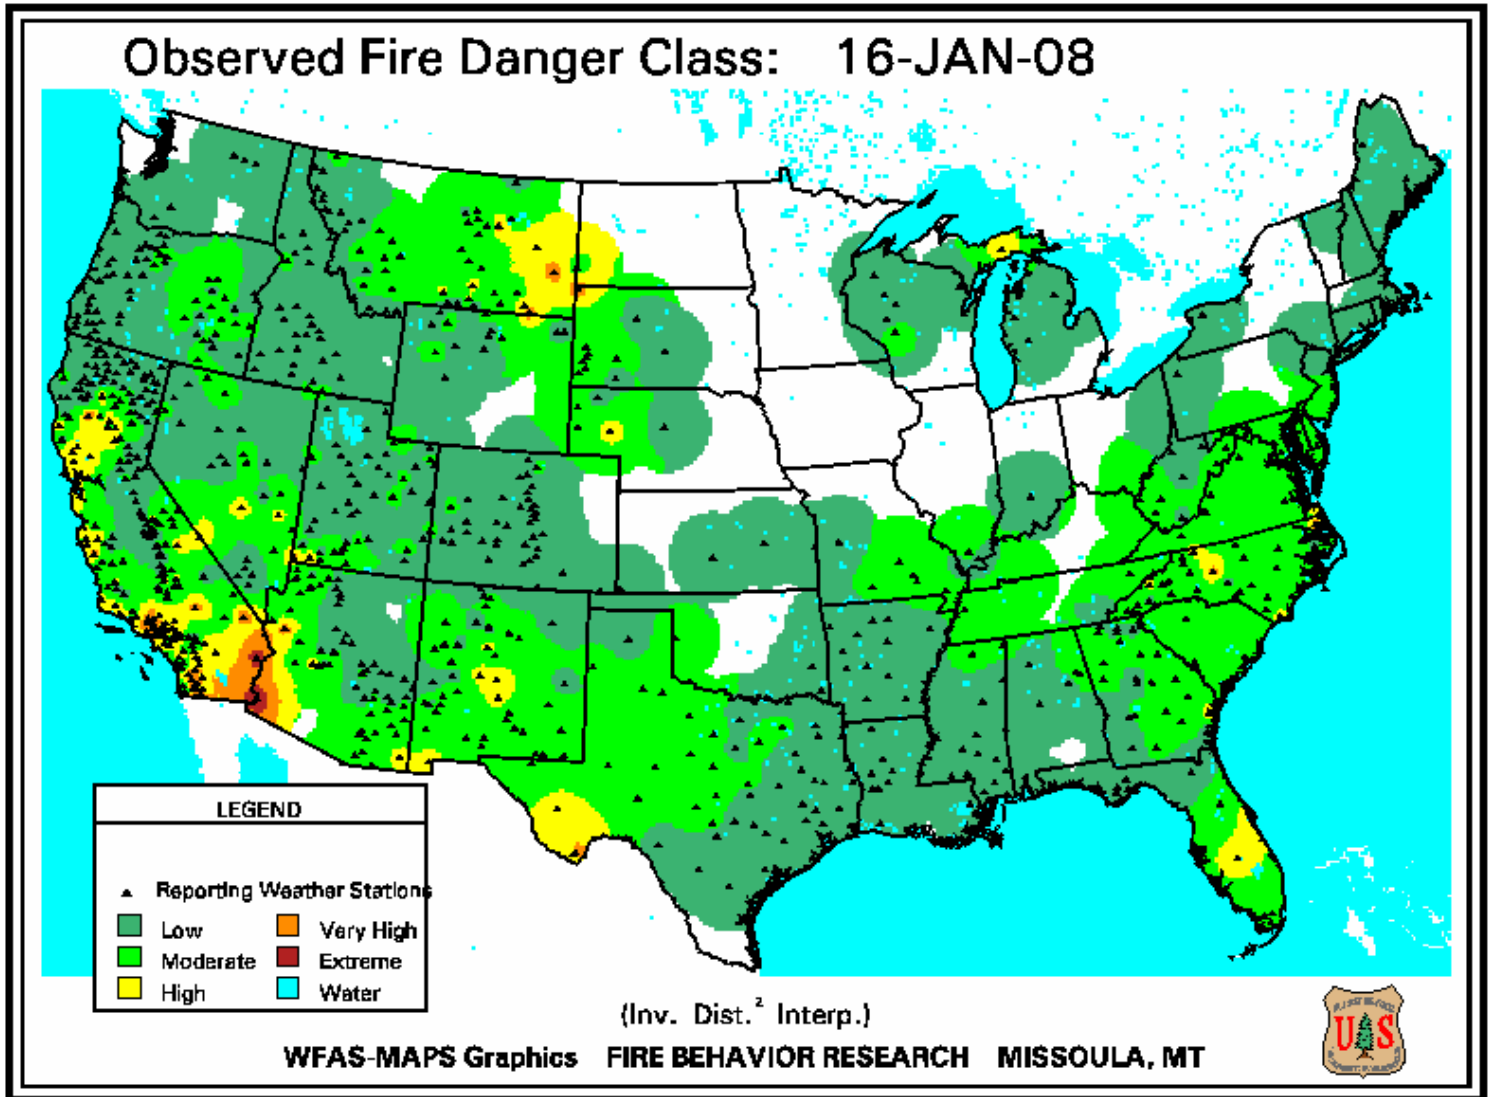 Observed Fire Danger Class: 16-JAN-08
LEGEND
Reporting Weather Stations
Low
Very High
Moderate
Extreme
High
Water
(Inv. Dist.² Interp.)
WFAS-MAPS Graphics FIRE BEHAVIOR RESEARCH MISSOULA, MT
U S